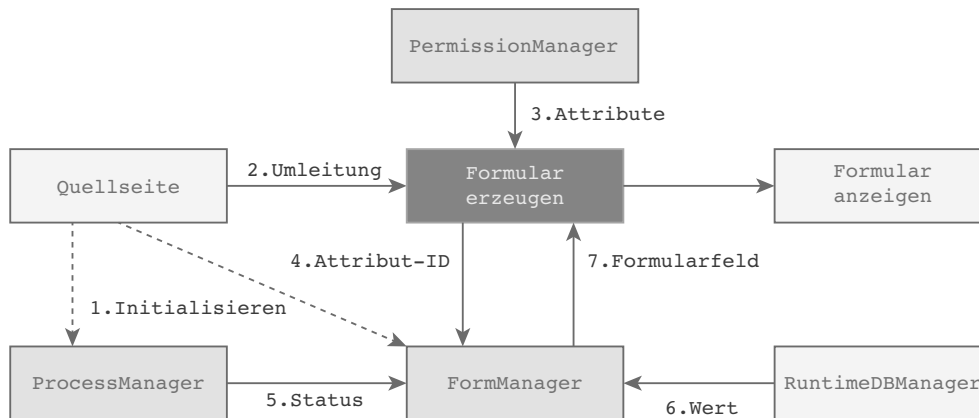 PermissionManager
3.Attribute
Quellseite
2.Umleitung
Formular
erzeugen
Formular
anzeigen
4.Attribut-ID
7.Formularfeld
1.Initialisieren
ProcessManager
5.Status
FormManager
6.Wert
RuntimeDBManager